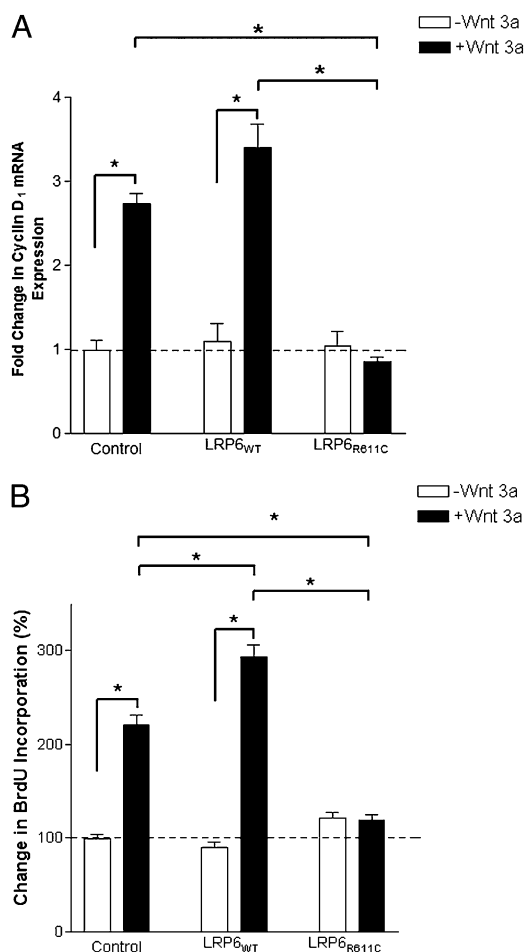 A
-Wnt 3a
+Wnt 3a
*
*
*
*
4
3
2
1
0
Fold Change In Cyclin D1 mRNA
Expression
Control
LRP6WT
LRP6R611C
B
-Wnt 3a
+Wnt 3a
*
*
*
*
*
300
200
100
0
Change in BrdU Incorporation (%)
Control
LRP6WT
LRP6R611C